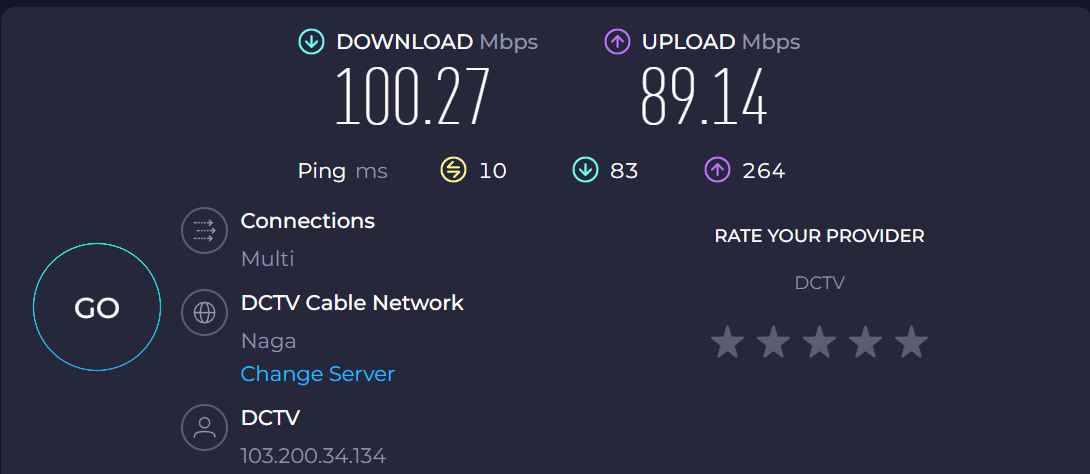 DOWNLOAD Mbps
UPLOAD Mbps
100.27
89.14
Ping ms
10
83
264
GO
Connections
Multi
DCTV Cable Network
Naga
Change Server
DCTV
103.200.34.134
RATE YOUR PROVIDER
DCTV